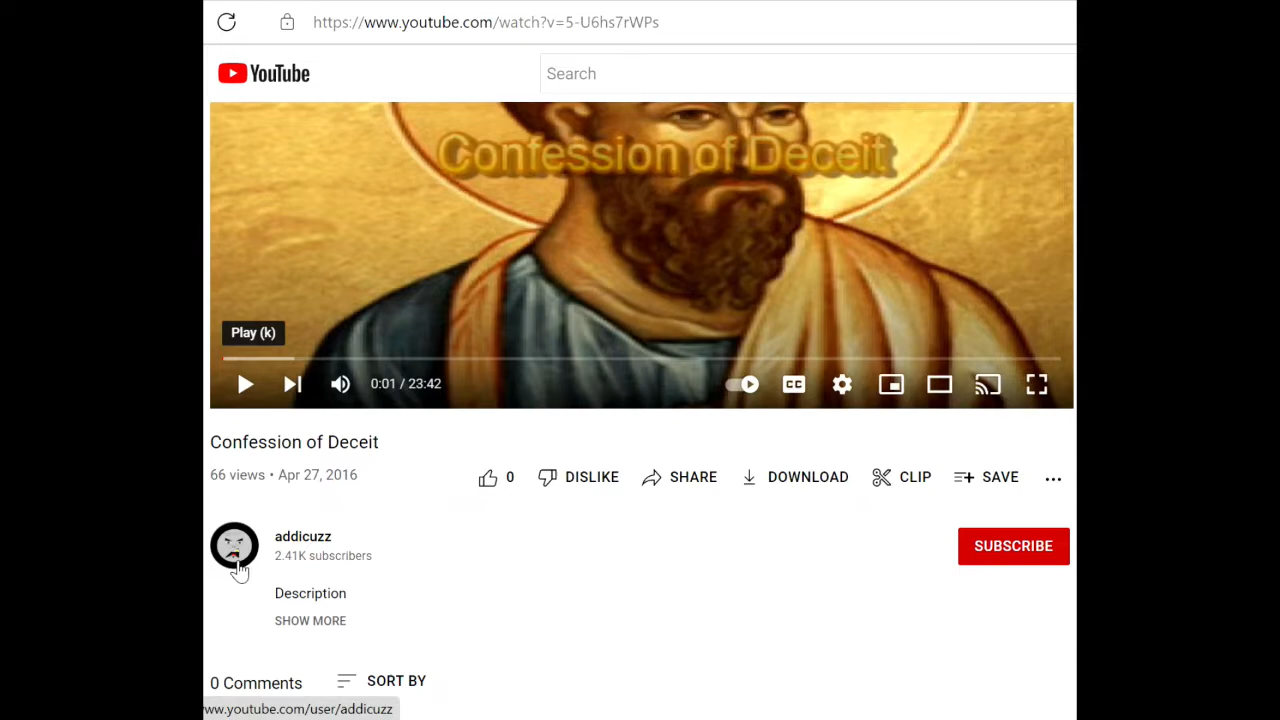 https://www.youtube.com/watch?v=5-U6hs7rWPs
YouTube
Search
Confession of Deceit
Play (k)
0:01 / 23:42
CC
Confession of Deceit
66 views • Apr 27, 2016
0 DISLIKE SHARE DOWNLOAD CLIP SAVE ...
addicuzz
2.41K subscribers
SUBSCRIBE
Description
SHOW MORE
0 Comments SORT BY
www.youtube.com/user/addicuzz